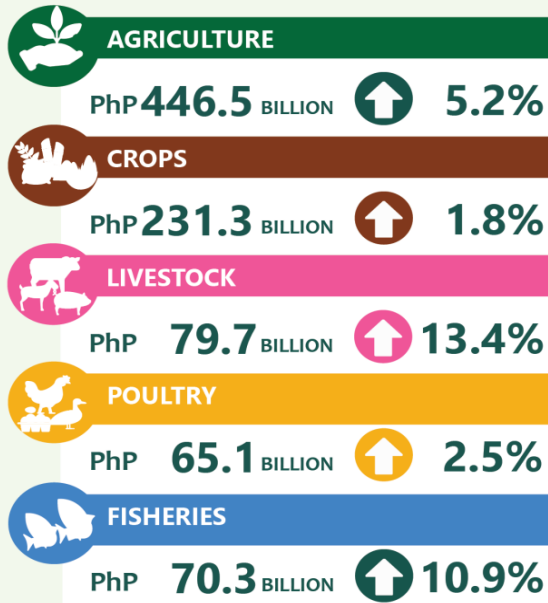 AGRICULTURE
PhP 446.5 BILLION 5.2%
CROPS
PhP 231.3 BILLION 1.8%
LIVESTOCK
PhP 79.7 BILLION 13.4%
POULTRY
PhP 65.1 BILLION 2.5%
FISHERIES
PhP 70.3 BILLION 10.9%